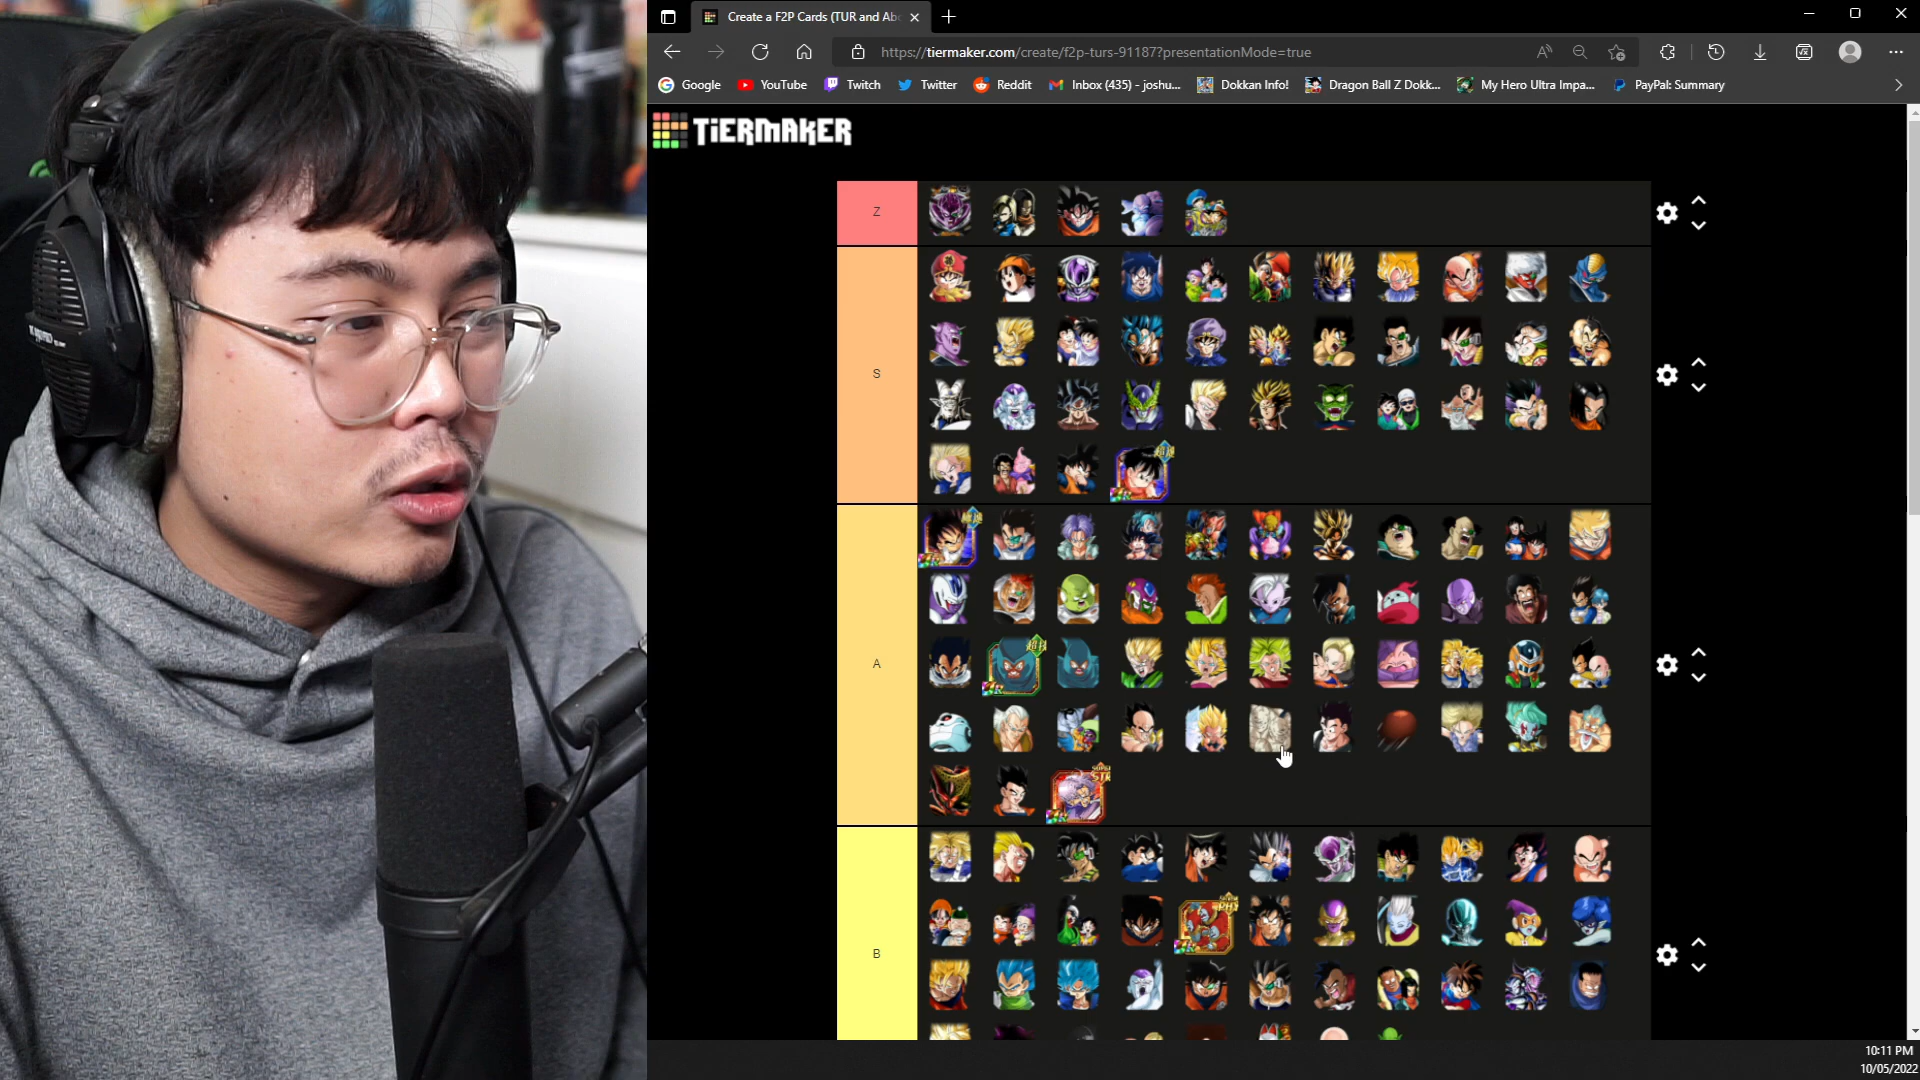 Create a F2P Cards (TUR and Abo
https://tiermaker.com/create/f2p-turs-91187?presentationMode=true
Google YouTube Twitch Twitter Reddit Inbox (435) - joshu... Dokkan Info! Dragon Ball Z Dokk... My Hero Ultra Impa... PayPal: Summary
TIERMAKER
Z
S
A
B
10:11 PM
10/05/2022